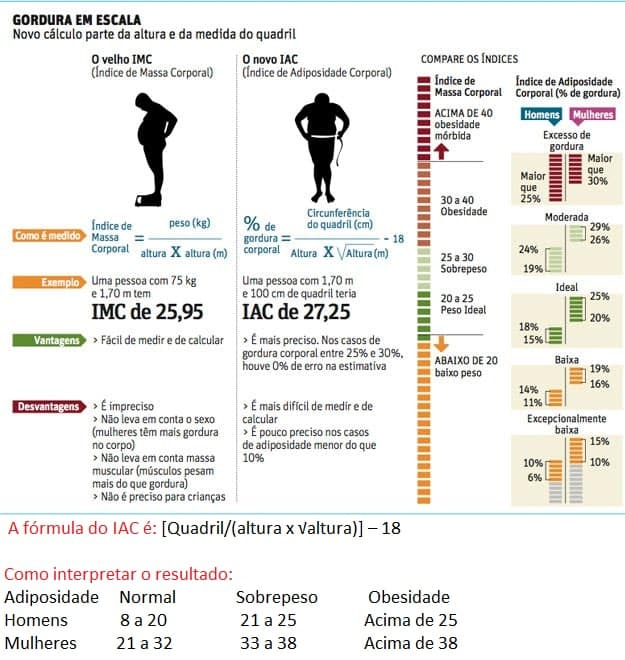 GORDURA EM ESCALA
Novo cálculo parte da altura e da medida do quadril
O velho IMC
(Índice de Massa Corporal)
O novo IAC
(Índice de Adiposidade Corporal)
Como é medido
Índice de
Massa
Corporal
=
peso (kg)
altura X altura (m)
% de
gordura
corporal
=
Circunferência
do quadril (cm)
Altura X √Altura (m)
- 18
Exemplo
Uma pessoa com 75 kg
e 1,70 m tem
IMC de 25,95
Uma pessoa com 1,70 m
e 100 cm de quadril teria
IAC de 27,25
Vantagens
> Fácil de medir e de calcular
> É mais preciso. Nos casos de
gordura corporal entre 25% e 30%,
houve 0% de erro na estimativa
Desvantagens
> É impreciso
> Não leva em conta o sexo
(mulheres têm mais gordura
no corpo)
> Não leva em conta massa
muscular (músculos pesam
mais do que gordura)
> Não é preciso para crianças
> É mais difícil de medir e de
calcular
> É pouco preciso nos casos
de adiposidade menor do que
10%
COMPARE OS ÍNDICES
Índice de
Massa Corporal
ACIMA DE 40
obesidade
mórbida
30 a 40
Obesidade
25 a 30
Sobrepeso
20 a 25
Peso Ideal
ABAIXO DE 20
baixo peso
Índice de Adiposidade
Corporal (% de gordura)
Homens Mulheres
Excesso de
gordura
Maior
que
25%
Maior
que
30%
Moderada
29%
26%
24%
19%
Ideal
25%
20%
18%
15%
Baixa
19%
16%
14%
11%
Excepcionalmente
baixa
15%
10%
10%
6%
A fórmula do IAC é: [Quadril/(altura x √altura)] – 18
Como interpretar o resultado:
Adiposidade Normal Sobrepeso Obesidade
Homens 8 a 20 21 a 25 Acima de 25
Mulheres 21 a 32 33 a 38 Acima de 38